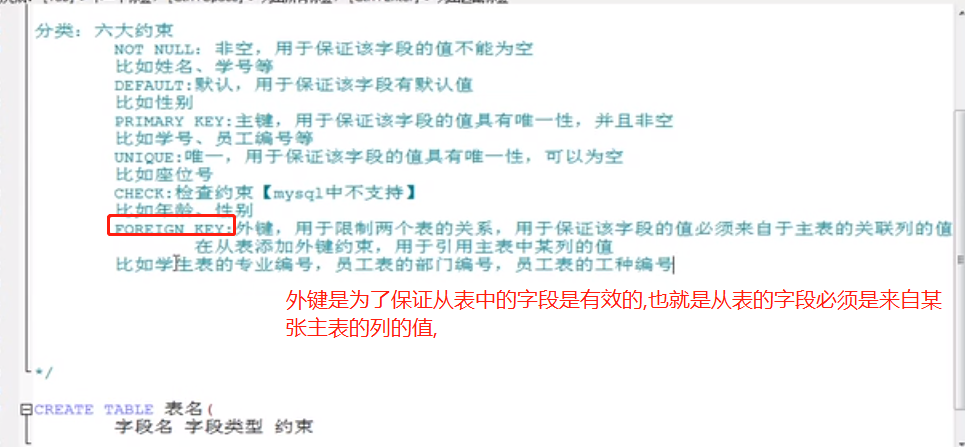 分类：六大约束
NOT NULL：非空，用于保证该字段的值不能为空
比如姓名、学号等
DEFAULT:默认，用于保证该字段有默认值
比如性别
PRIMARY KEY:主键，用于保证该字段的值具有唯一性，并且非空
比如学号、员工编号等
UNIQUE:唯一，用于保证该字段的值具有唯一性，可以为空
比如座位号
CHECK:检查约束【mysql中不支持】
比如年龄、性别
FOREIGN KEY:外键，用于限制两个表的关系，用于保证该字段的值必须来自于主表的关联列的值
在从表添加外键约束，用于引用主表中某列的值
比如学生表的专业编号，员工表的部门编号，员工表的工种编号
外键是为了保证从表中的字段是有效的,也就是从表的字段必须是来自某
张主表的列的值,
*/
CREATE TABLE 表名(
字段名 字段类型 约束